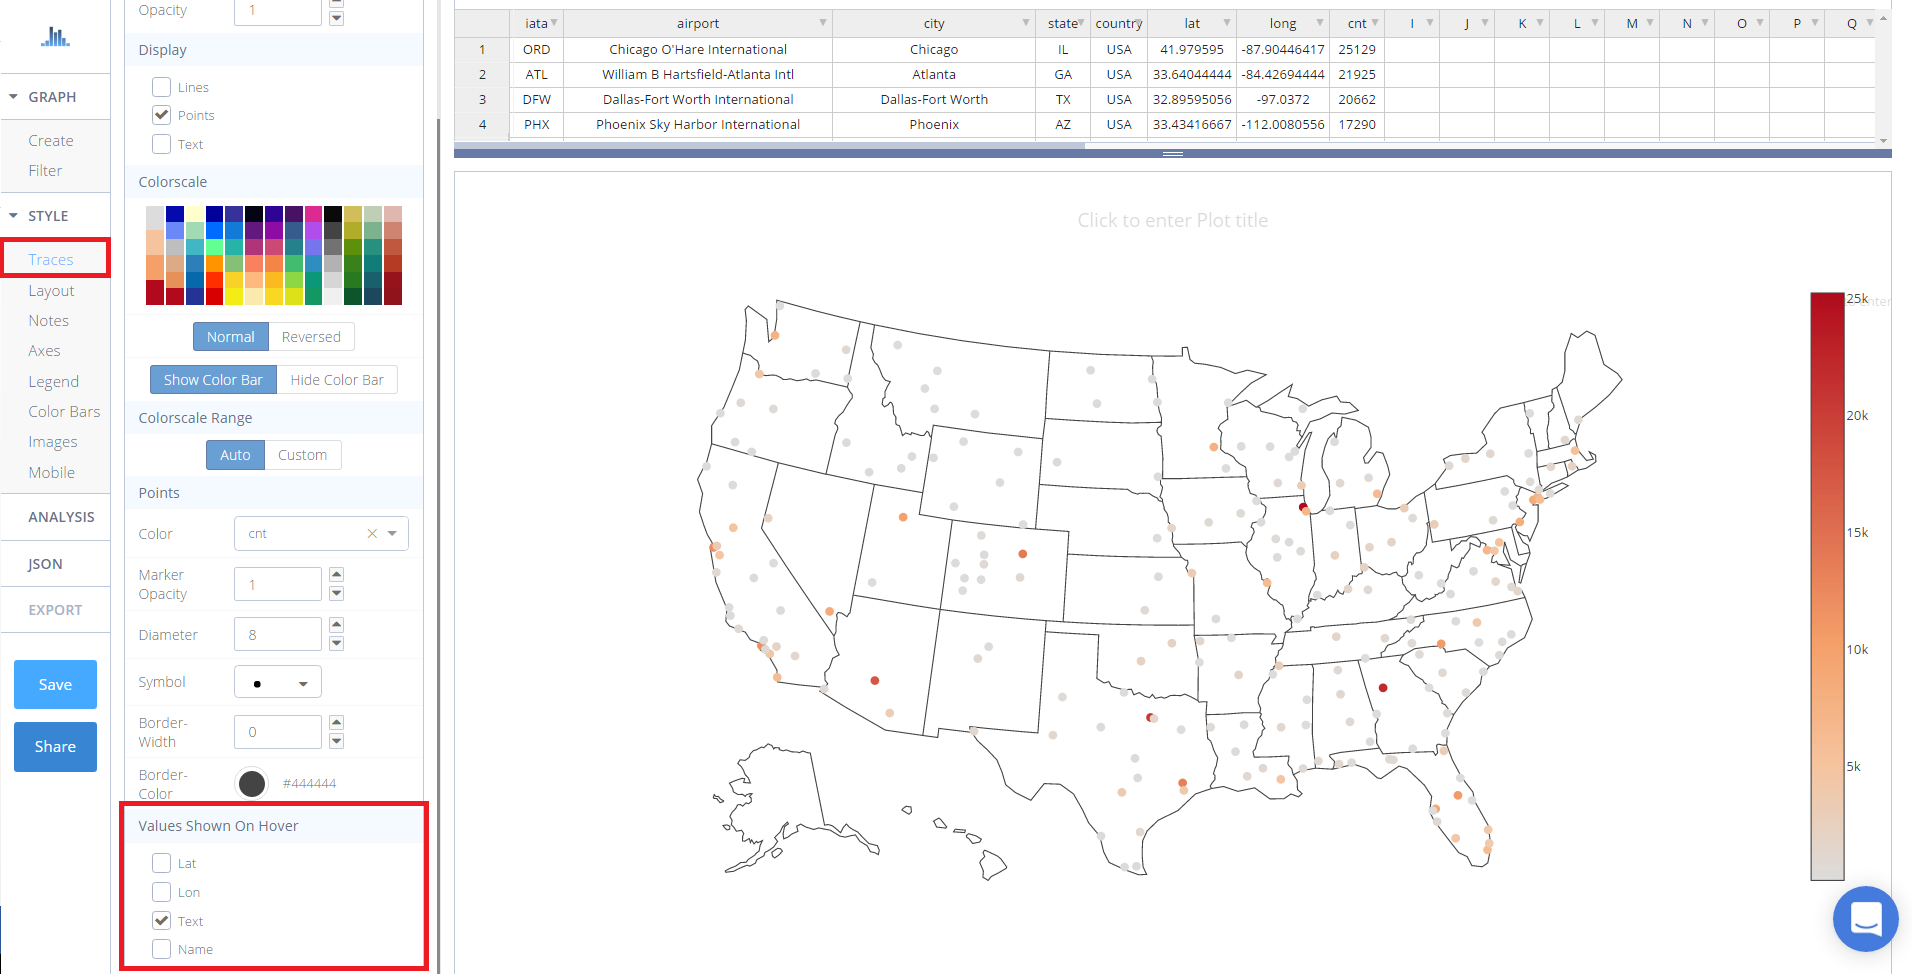 Opacity 1
Display
Lines
Points
Text
Colorscale
Normal Reversed
Show Color Bar Hide Color Bar
Colorscale Range
Auto Custom
Points
Color cnt
Marker
Opacity 1
Diameter 8
Symbol
Border-
Width 0
Border-
Color #444444
Values Shown On Hover
Lat
Lon
Text
Name
GRAPH
Create
Filter
STYLE
Traces
Layout
Notes
Axes
Legend
Color Bars
Images
Mobile
ANALYSIS
JSON
EXPORT
Save
Share
iata airport city state country lat long cnt I J K L M N O P Q
1 ORD Chicago O'Hare International Chicago IL USA 41.979595 -87.90446417 25129
2 ATL William B Hartsfield-Atlanta Intl Atlanta GA USA 33.64044444 -84.42694444 21925
3 DFW Dallas-Fort Worth International Dallas-Fort Worth TX USA 32.89595056 -97.0372 20662
4 PHX Phoenix Sky Harbor International Phoenix AZ USA 33.43416667 -112.0080556 17290
Click to enter Plot title
25k
20k
15k
10k
5k